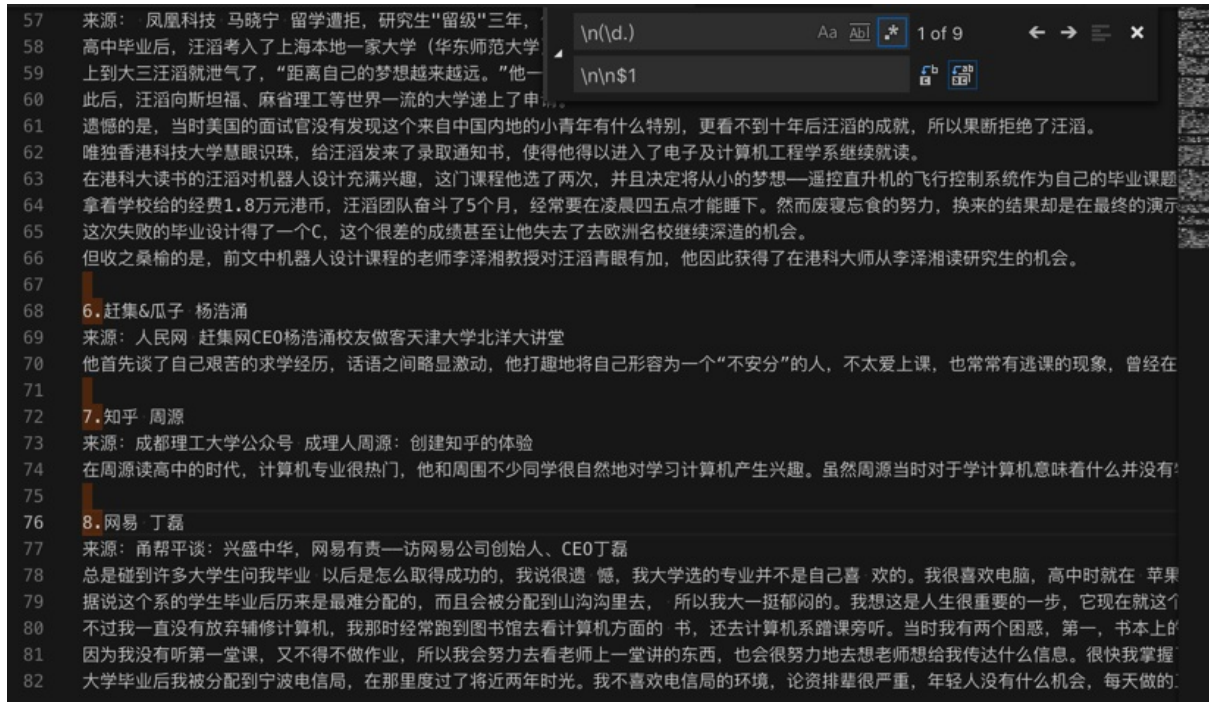 \n(\d.)
Aa Abl .* 1 of 9
\n\n$1
57 来源： 凤凰科技 马晓宁 留学遭拒，研究生"留级"三年，
58 高中毕业后，汪滔考入了上海本地一家大学（华东师范大学
59 上到大三汪滔就泄气了，“距离自己的梦想越来越远。”他一
60 此后，汪滔向斯坦福、麻省理工等世界一流的大学递上了申请。
61 遗憾的是，当时美国的面试官没有发现这个来自中国内地的小青年有什么特别，更看不到十年后汪滔的成就，所以果断拒绝了汪滔。
62 唯独香港科技大学慧眼识珠，给汪滔发来了录取通知书，使得他得以进入了电子及计算机工程学系继续就读。
63 在港科大读书的汪滔对机器人设计充满兴趣，这门课程他选了两次，并且决定将从小的梦想——遥控直升机的飞行控制系统作为自己的毕业课题
64 拿着学校给的经费1.8万元港币，汪滔团队奋斗了5个月，经常要在凌晨四五点才能睡下。然而废寝忘食的努力，换来的结果却是在最终的演示
65 这次失败的毕业设计得了一个C，这个很差的成绩甚至让他失去了去欧洲名校继续深造的机会。
66 但收之桑榆的是，前文中机器人设计课程的老师李泽湘教授对汪滔青眼有加，他因此获得了在港科大师从李泽湘读研究生的机会。
67
68 6.赶集&瓜子 杨浩涌
69 来源：人民网 赶集网CEO杨浩涌校友做客天津大学北洋大讲堂
70 他首先谈了自己艰苦的求学经历，话语之间略显激动，他打趣地将自己形容为一个“不安分”的人，不太爱上课，也常常有逃课的现象，曾经在
71
72 7.知乎 周源
73 来源：成都理工大学公众号 成理人周源：创建知乎的体验
74 在周源读高中的时代，计算机专业很热门，他和周围不少同学很自然地对学习计算机产生兴趣。虽然周源当时对于学计算机意味着什么并没有
75
76 8.网易 丁磊
77 来源：甬帮平谈：兴盛中华，网易有责——访网易公司创始人、CEO丁磊
78 总是碰到许多大学生问我毕业 以后是怎么取得成功的，我说很遗 憾，我大学选的专业并不是自己喜 欢的。我很喜欢电脑，高中时就在 苹果
79 据说这个系的学生毕业后历来是最难分配的，而且会被分配到山沟沟里去， 所以我大一挺郁闷的。我想这是人生很重要的一步，它现在就这个
80 不过我一直没有放弃辅修计算机，我那时经常跑到图书馆去看计算机方面的 书，还去计算机系蹭课旁听。当时我有两个困惑，第一，书本上的
81 因为我没有听第一堂课，又不得不做作业，所以我会努力去看老师上一堂讲的东西，也会很努力地去想老师想给我传达什么信息。很快我掌握
82 大学毕业后我被分配到宁波电信局，在那里度过了将近两年时光。我不喜欢电信局的环境，论资排辈很严重，年轻人没有什么机会，每天做的